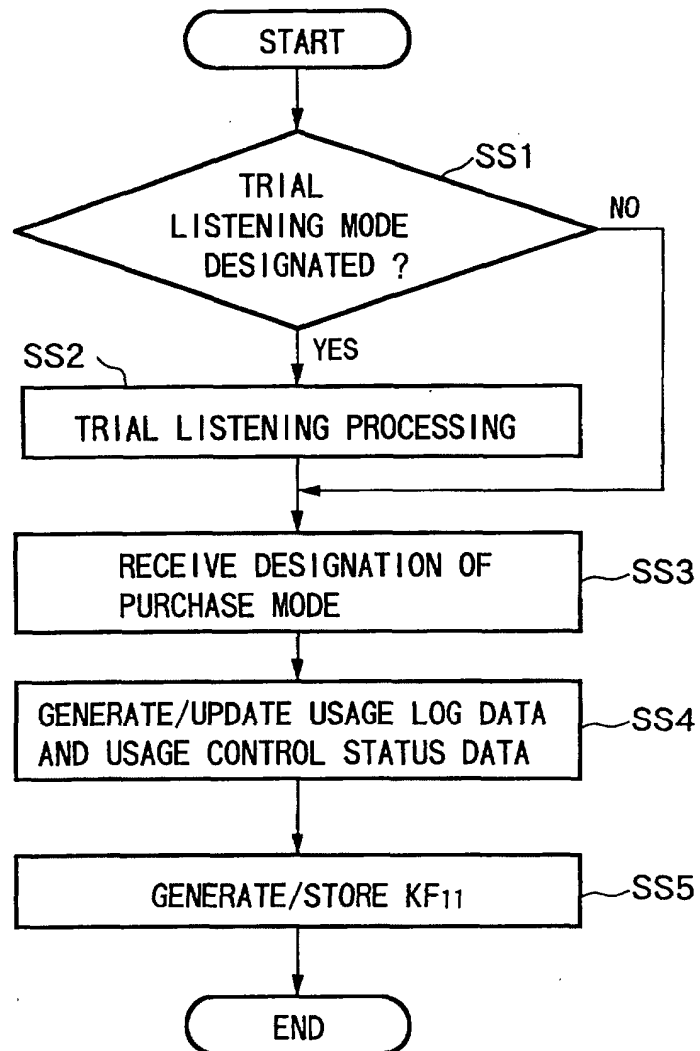 START
SS1
TRIAL
LISTENING MODE
DESIGNATED ?
NO
YES
SS2
TRIAL LISTENING PROCESSING
RECEIVE DESIGNATION OF
PURCHASE MODE
SS3
GENERATE/UPDATE USAGE LOG DATA
AND USAGE CONTROL STATUS DATA
SS4
GENERATE/STORE KF₁₁
SS5
END